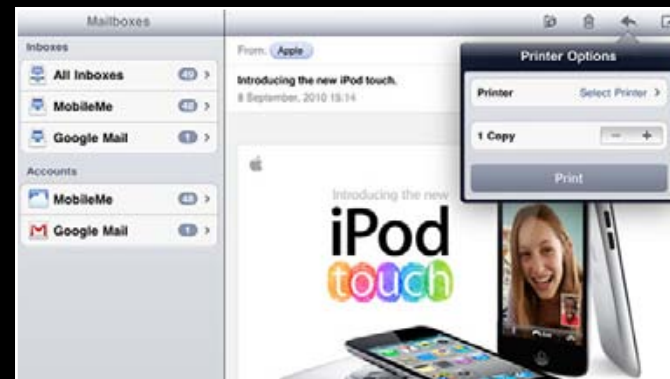 Mailboxes
Inboxes
All Inboxes 49
MobileMe 48
Google Mail 1
Accounts
MobileMe 48
Google Mail 1
From: Apple
Introducing the new iPod touch.
8 September, 2010 15:14
Introducing the new
iPod
touch
Printer Options
Printer Select Printer
1 Copy - +
Print